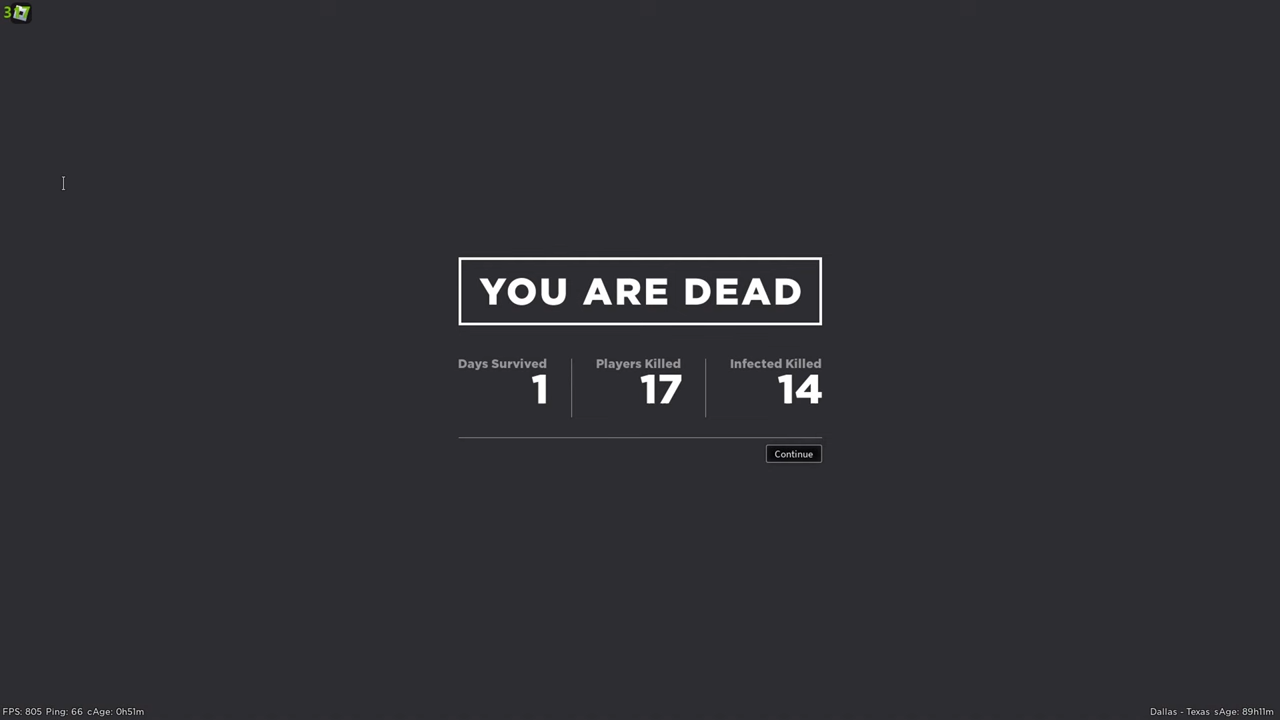 YOU ARE DEAD
Days Survived Players Killed Infected Killed
1 17 14
Continue
FPS: 805 Ping: 66 cAge: 0h51m Dallas - Texas sAge: 89h11m